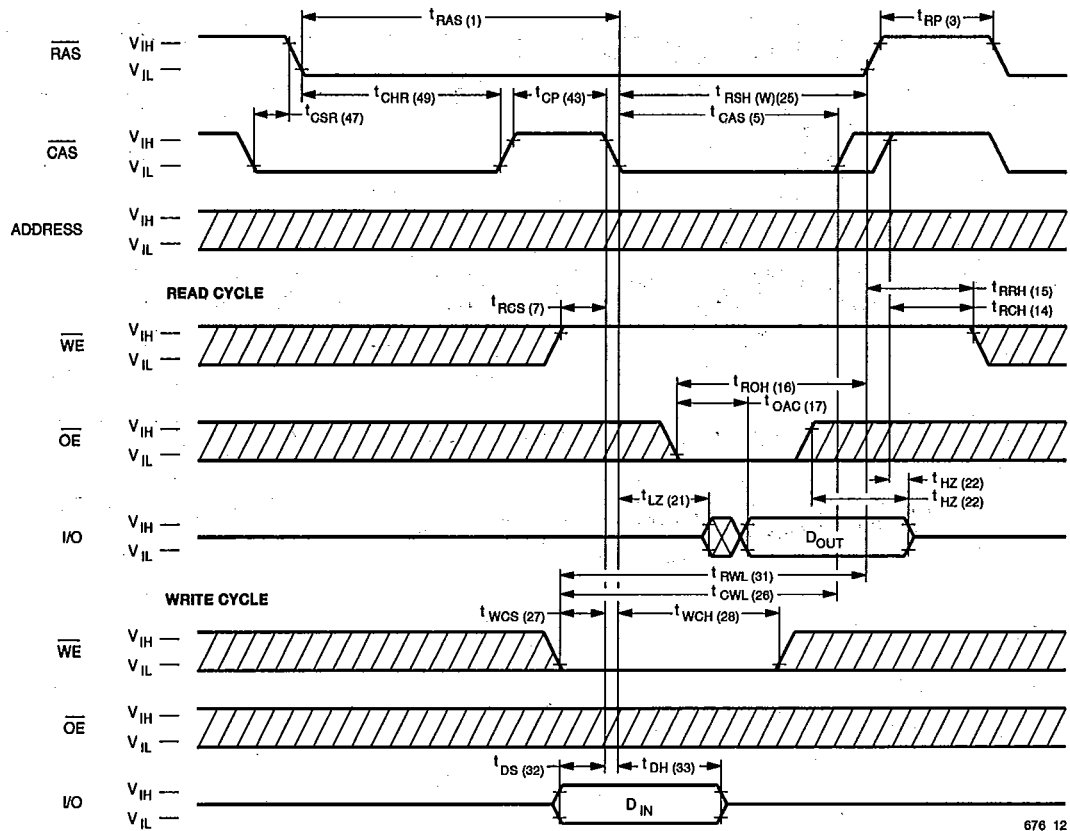 t RAS (1)
t RP (3)
RAS
V IH
V IL
t CHR (49)
t CP (43)
t RSH (W)(25)
t CSR (47)
t CAS (5)
CAS
V IH
V IL
ADDRESS
V IH
V IL
READ CYCLE
t RCS (7)
t RRH (15)
t RCH (14)
WE
V IH
V IL
t ROH (16)
t OAC (17)
OE
V IH
V IL
t HZ (22)
t HZ (22)
t LZ (21)
I/O
V IH
V IL
D OUT
t RWL (31)
t CWL (26)
WRITE CYCLE
t WCS (27)
t WCH (28)
WE
V IH
V IL
OE
V IH
V IL
t DS (32)
t DH (33)
I/O
V IH
V IL
D IN
676 12